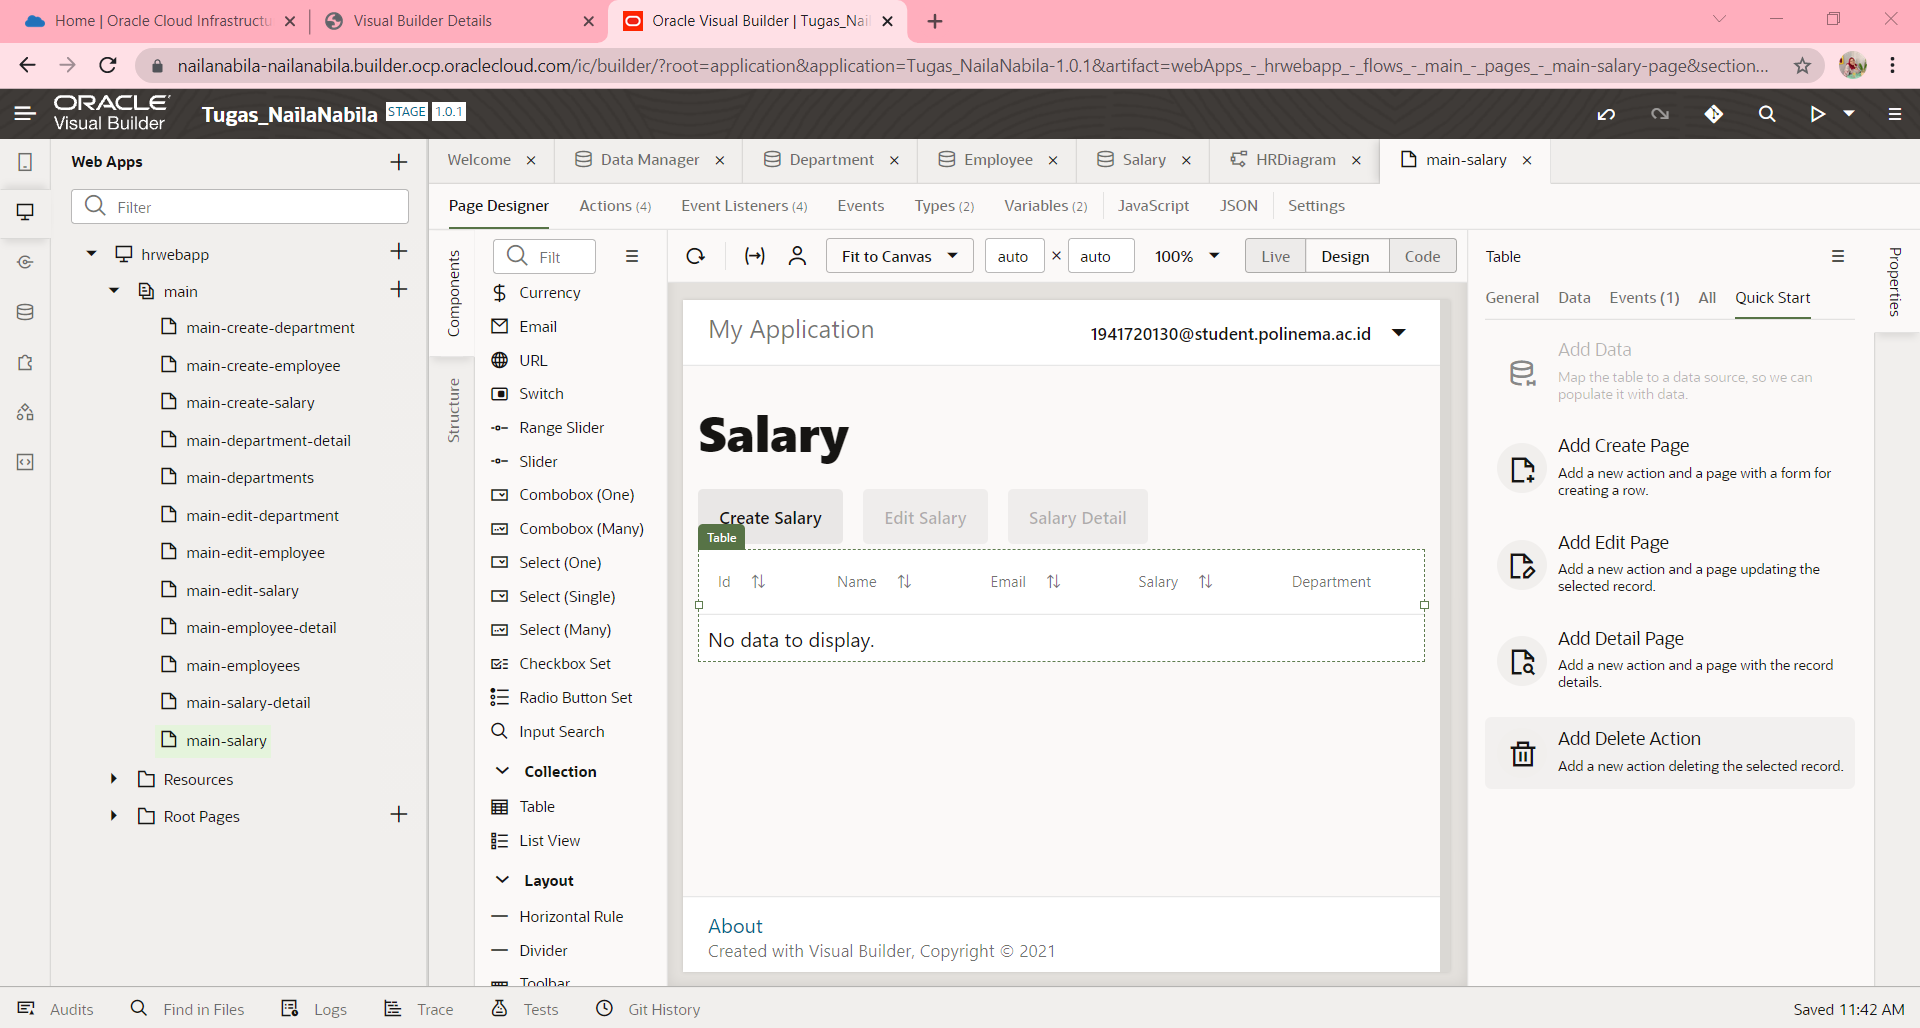 Home | Oracle Cloud Infrastructu
Visual Builder Details
Oracle Visual Builder | Tugas_Nail
nailanabila-nailanabila.builder.ocp.oraclecloud.com/ic/builder/?root=application&application=Tugas_NailaNabila-1.0.1&artifact=webApps_-_hrwebapp_-_flows_-_main_-_pages_-_main-salary-page&section...
ORACLE
Visual Builder
Tugas_NailaNabila STAGE 1.0.1
Web Apps
Filter
hrwebapp
main
main-create-department
main-create-employee
main-create-salary
main-department-detail
main-departments
main-edit-department
main-edit-employee
main-edit-salary
main-employee-detail
main-employees
main-salary-detail
main-salary
Resources
Root Pages
Welcome
Data Manager
Department
Employee
Salary
HRDiagram
main-salary
Page Designer
Actions (4)
Event Listeners (4)
Events
Types (2)
Variables (2)
JavaScript
JSON
Settings
Components
Structure
Filt
Currency
Email
URL
Switch
Range Slider
Slider
Combobox (One)
Combobox (Many)
Select (One)
Select (Single)
Select (Many)
Checkbox Set
Radio Button Set
Input Search
Collection
Table
List View
Layout
Horizontal Rule
Divider
Toolbar
Fit to Canvas
auto × auto
100%
Live
Design
Code
My Application
1941720130@student.polinema.ac.id
Salary
Create Salary
Edit Salary
Salary Detail
Table
Id
Name
Email
Salary
Department
No data to display.
About
Created with Visual Builder, Copyright © 2021
Table
General
Data
Events (1)
All
Quick Start
Add Data
Map the table to a data source, so we can
populate it with data.
Add Create Page
Add a new action and a page with a form for
creating a row.
Add Edit Page
Add a new action and a page updating the
selected record.
Add Detail Page
Add a new action and a page with the record
details.
Add Delete Action
Add a new action deleting the selected record.
Properties
Audits
Find in Files
Logs
Trace
Tests
Git History
Saved 11:42 AM